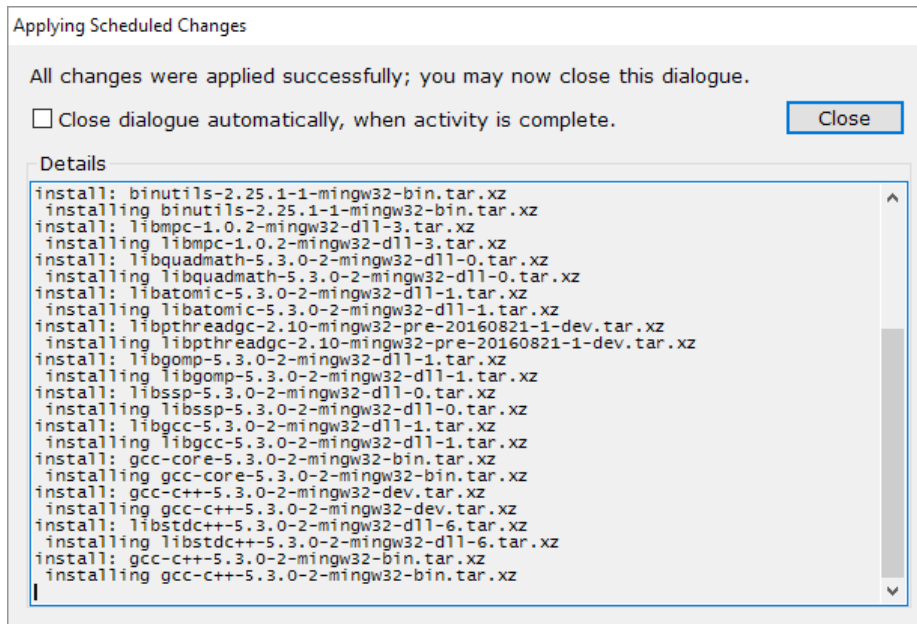 Applying Scheduled Changes
All changes were applied successfully; you may now close this dialogue.
Close dialogue automatically, when activity is complete.
Close
Details
install: binutils-2.25.1-1-mingw32-bin.tar.xz
installing binutils-2.25.1-1-mingw32-bin.tar.xz
install: libmpc-1.0.2-mingw32-dll-3.tar.xz
installing libmpc-1.0.2-mingw32-dll-3.tar.xz
install: libquadmath-5.3.0-2-mingw32-dll-0.tar.xz
installing libquadmath-5.3.0-2-mingw32-dll-0.tar.xz
install: libatomic-5.3.0-2-mingw32-dll-1.tar.xz
installing libatomic-5.3.0-2-mingw32-dll-1.tar.xz
install: libpthreadgc-2.10-mingw32-pre-20160821-1-dev.tar.xz
installing libpthreadgc-2.10-mingw32-pre-20160821-1-dev.tar.xz
install: libgomp-5.3.0-2-mingw32-dll-1.tar.xz
installing libgomp-5.3.0-2-mingw32-dll-1.tar.xz
install: libssp-5.3.0-2-mingw32-dll-0.tar.xz
installing libssp-5.3.0-2-mingw32-dll-0.tar.xz
install: libgcc-5.3.0-2-mingw32-dll-1.tar.xz
installing libgcc-5.3.0-2-mingw32-dll-1.tar.xz
install: gcc-core-5.3.0-2-mingw32-bin.tar.xz
installing gcc-core-5.3.0-2-mingw32-bin.tar.xz
install: gcc-c++-5.3.0-2-mingw32-dev.tar.xz
installing gcc-c++-5.3.0-2-mingw32-dev.tar.xz
install: libstdc++-5.3.0-2-mingw32-dll-6.tar.xz
installing libstdc++-5.3.0-2-mingw32-dll-6.tar.xz
install: gcc-c++-5.3.0-2-mingw32-bin.tar.xz
installing gcc-c++-5.3.0-2-mingw32-bin.tar.xz